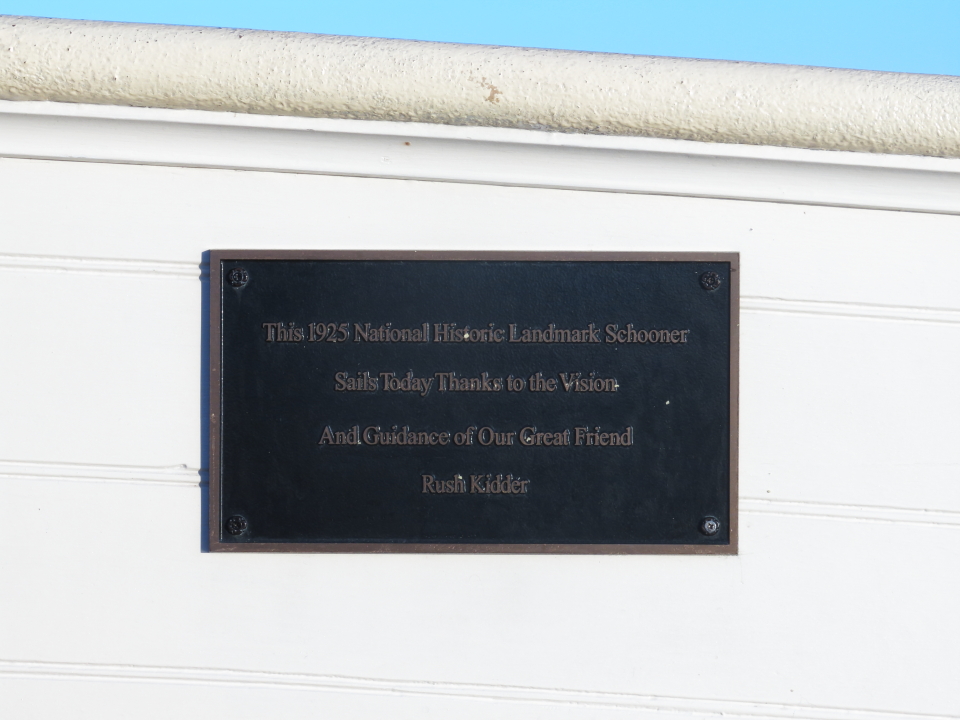 This 1925 National Historic Landmark Schooner
Sails Today Thanks to the Vision
And Guidance of Our Great Friend
Rush Kidder